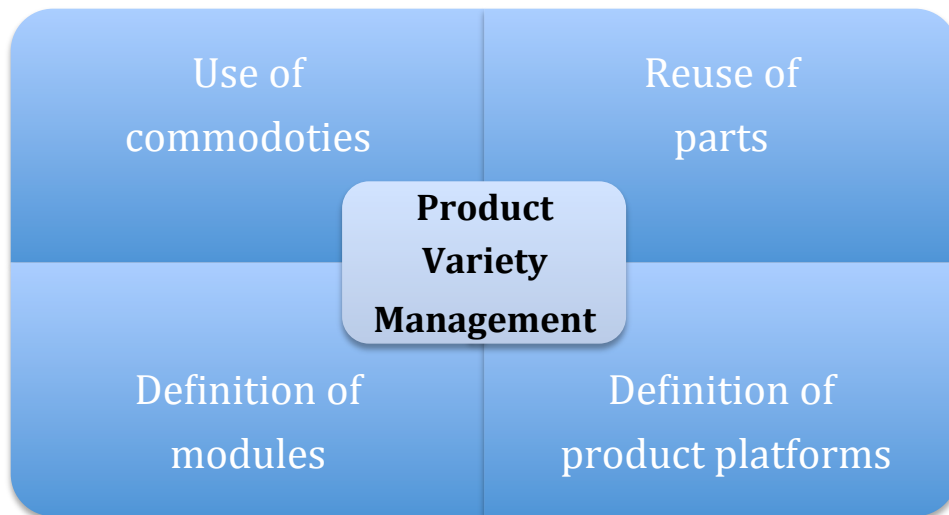 Use of
commodoties
Reuse of
parts
Product
Variety
Management
Definition of
modules
Definition of
product platforms